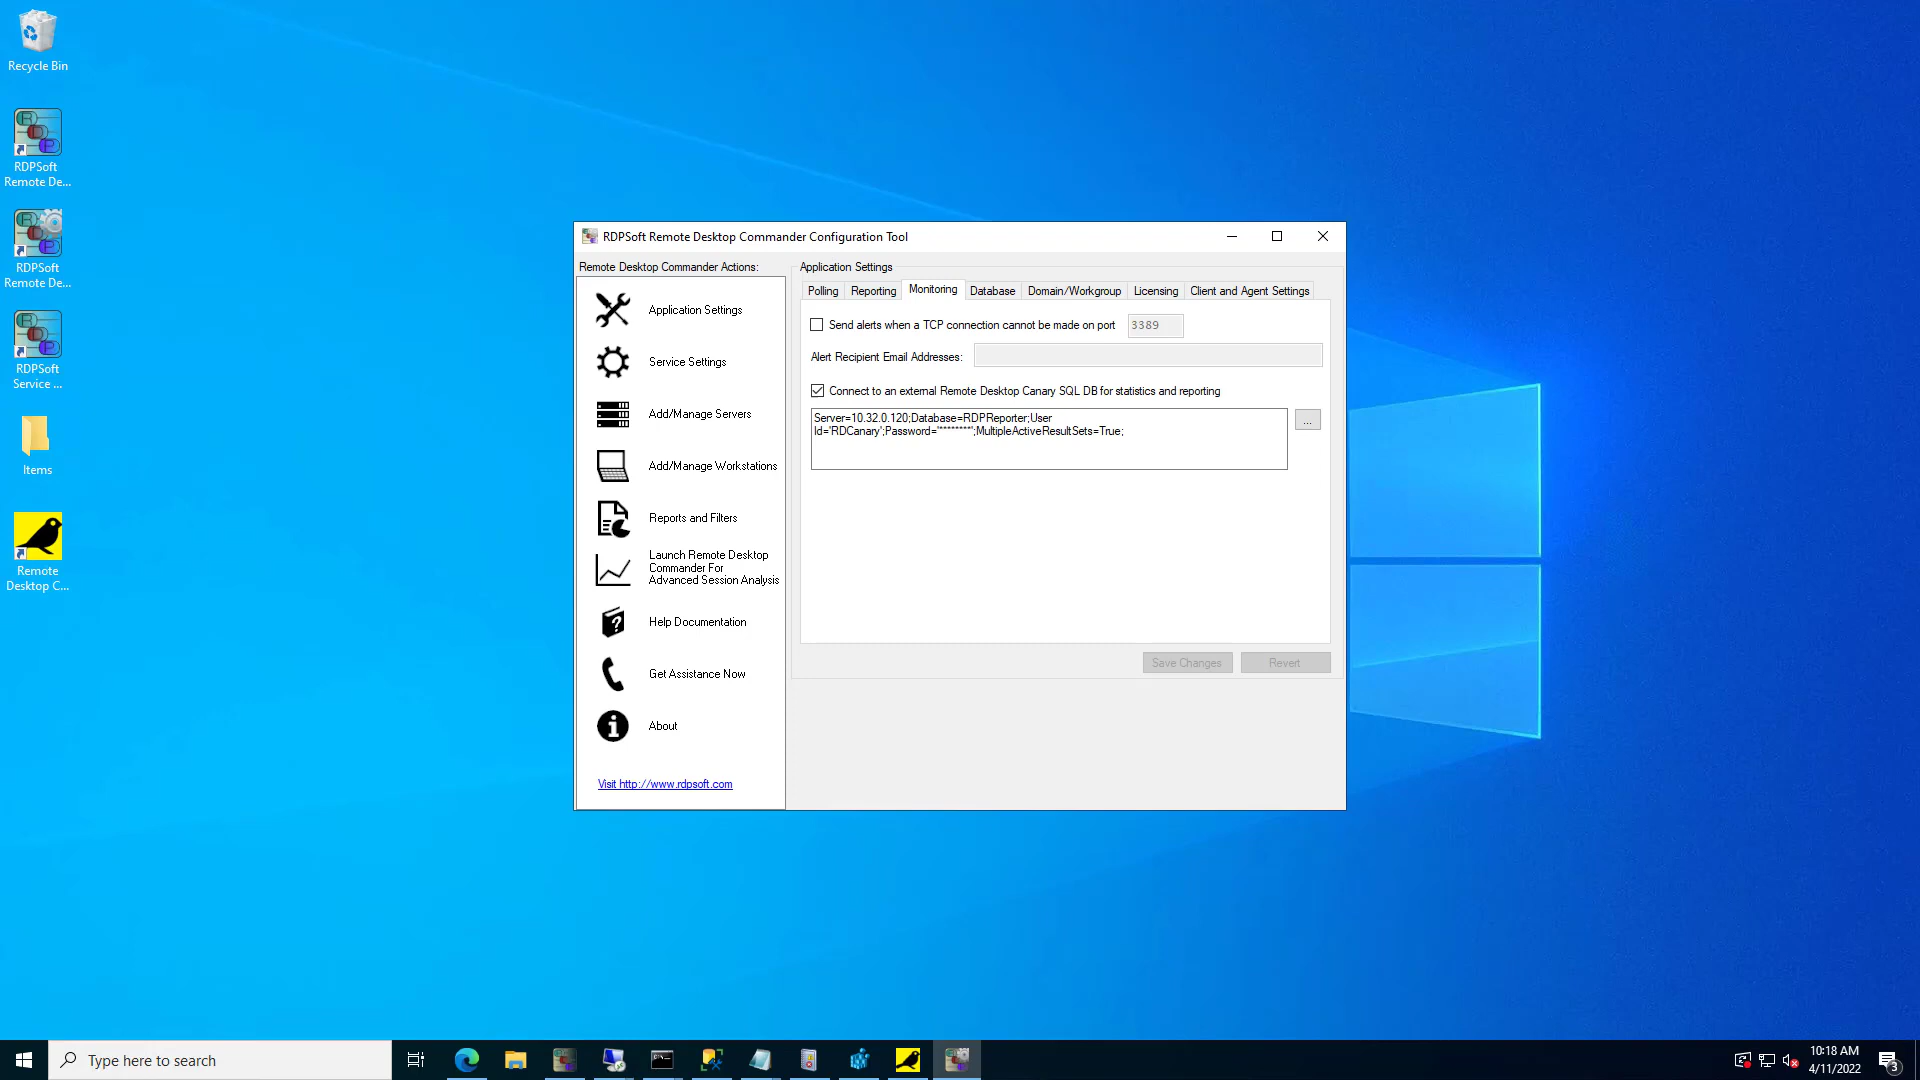 Recycle Bin
RDPSoft
Remote De...
RDPSoft
Remote De...
RDPSoft
Service ...
Items
Remote
Desktop C...
RDPSoft Remote Desktop Commander Configuration Tool
Remote Desktop Commander Actions:
Application Settings
Service Settings
Add/Manage Servers
Add/Manage Workstations
Reports and Filters
Launch Remote Desktop
Commander For
Advanced Session Analysis
Help Documentation
Get Assistance Now
About
Visit http://www.rdpsoft.com
Application Settings
Polling Reporting Monitoring Database Domain/Workgroup Licensing Client and Agent Settings
Send alerts when a TCP connection cannot be made on port 3389
Alert Recipient Email Addresses:
Connect to an external Remote Desktop Canary SQL DB for statistics and reporting
Server=10.32.0.120;Database=RDPReporter;User
Id='RDCanary';Password='********';MultipleActiveResultSets=True;
...
Save Changes Revert
Type here to search
10:18 AM
4/11/2022
3